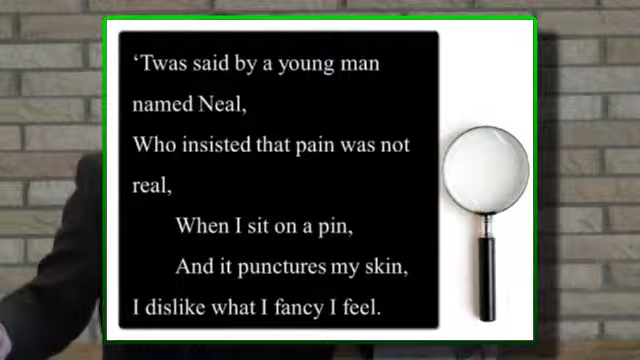 ‘Twas said by a young man
named Neal,
Who insisted that pain was not
real,
When I sit on a pin,
And it punctures my skin,
I dislike what I fancy I feel.